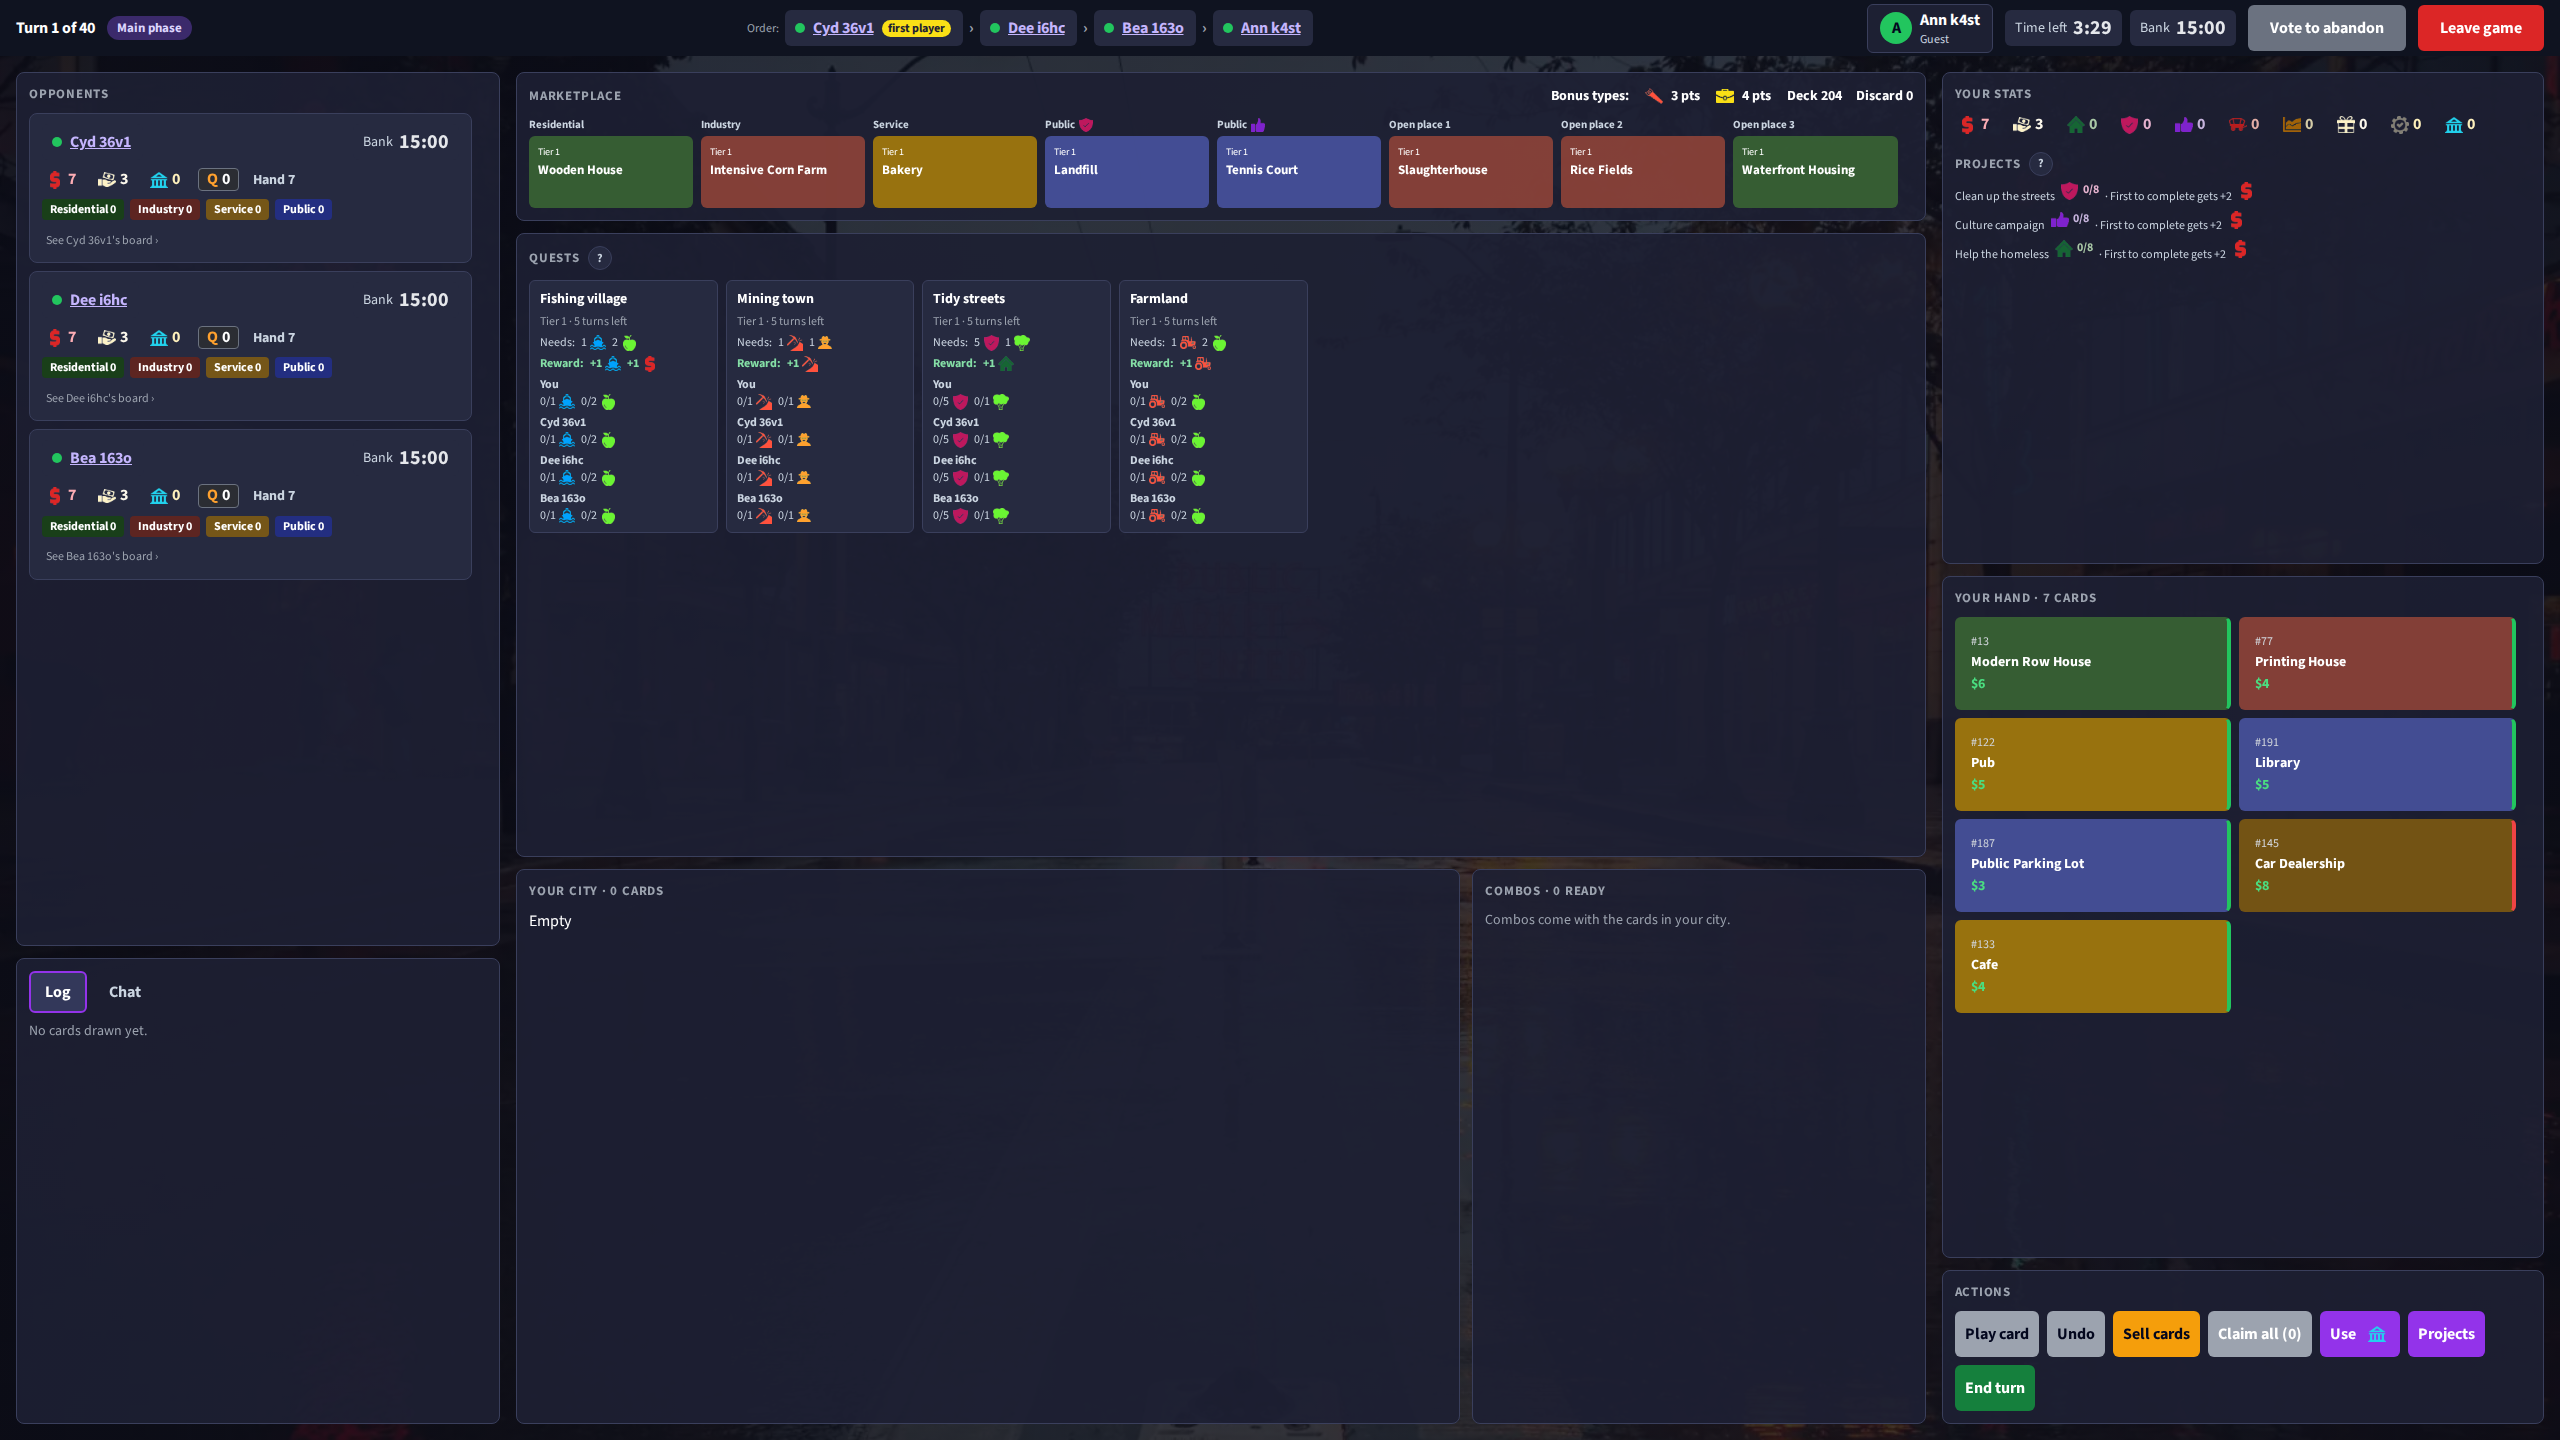 Turn 1 of 40 Main phase
Order: Cyd 36v1 first player › Dee i6hc › Bea 163o › Ann k4st
A Ann k4st
Guest
Time left 3:29 Bank 15:00 Vote to abandon Leave game
OPPONENTS
Cyd 36v1 Bank 15:00
7 3 0 Q 0 Hand 7
Residential 0 Industry 0 Service 0 Public 0
See Cyd 36v1's board ›
Dee i6hc Bank 15:00
7 3 0 Q 0 Hand 7
Residential 0 Industry 0 Service 0 Public 0
See Dee i6hc's board ›
Bea 163o Bank 15:00
7 3 0 Q 0 Hand 7
Residential 0 Industry 0 Service 0 Public 0
See Bea 163o's board ›
Log Chat
No cards drawn yet.
MARKETPLACE Bonus types: 3 pts 4 pts Deck 204 Discard 0
Residential Industry Service Public Public Open place 1 Open place 2 Open place 3
Tier 1 Tier 1 Tier 1 Tier 1 Tier 1 Tier 1 Tier 1 Tier 1
Wooden House Intensive Corn Farm Bakery Landfill Tennis Court Slaughterhouse Rice Fields Waterfront Housing
QUESTS ?
Fishing village
Tier 1 · 5 turns left
Needs: 1 2
Reward: +1 +1
You
0/1 0/2
Cyd 36v1
0/1 0/2
Dee i6hc
0/1 0/2
Bea 163o
0/1 0/2
Mining town
Tier 1 · 5 turns left
Needs: 1 1
Reward: +1
You
0/1 0/1
Cyd 36v1
0/1 0/1
Dee i6hc
0/1 0/1
Bea 163o
0/1 0/1
Tidy streets
Tier 1 · 5 turns left
Needs: 5 1
Reward: +1
You
0/5 0/1
Cyd 36v1
0/5 0/1
Dee i6hc
0/5 0/1
Bea 163o
0/5 0/1
Farmland
Tier 1 · 5 turns left
Needs: 1 2
Reward: +1
You
0/1 0/2
Cyd 36v1
0/1 0/2
Dee i6hc
0/1 0/2
Bea 163o
0/1 0/2
YOUR CITY · 0 CARDS
Empty
COMBOS · 0 READY
Combos come with the cards in your city.
YOUR STATS
7 3 0 0 0 0 0 0 0 0
PROJECTS ?
Clean up the streets 0/8 · First to complete gets +2
Culture campaign 0/8 · First to complete gets +2
Help the homeless 0/8 · First to complete gets +2
YOUR HAND · 7 CARDS
#13
Modern Row House
$6
#77
Printing House
$4
#122
Pub
$5
#191
Library
$5
#187
Public Parking Lot
$3
#145
Car Dealership
$8
#133
Cafe
$4
ACTIONS
Play card Undo Sell cards Claim all (0) Use Projects
End turn